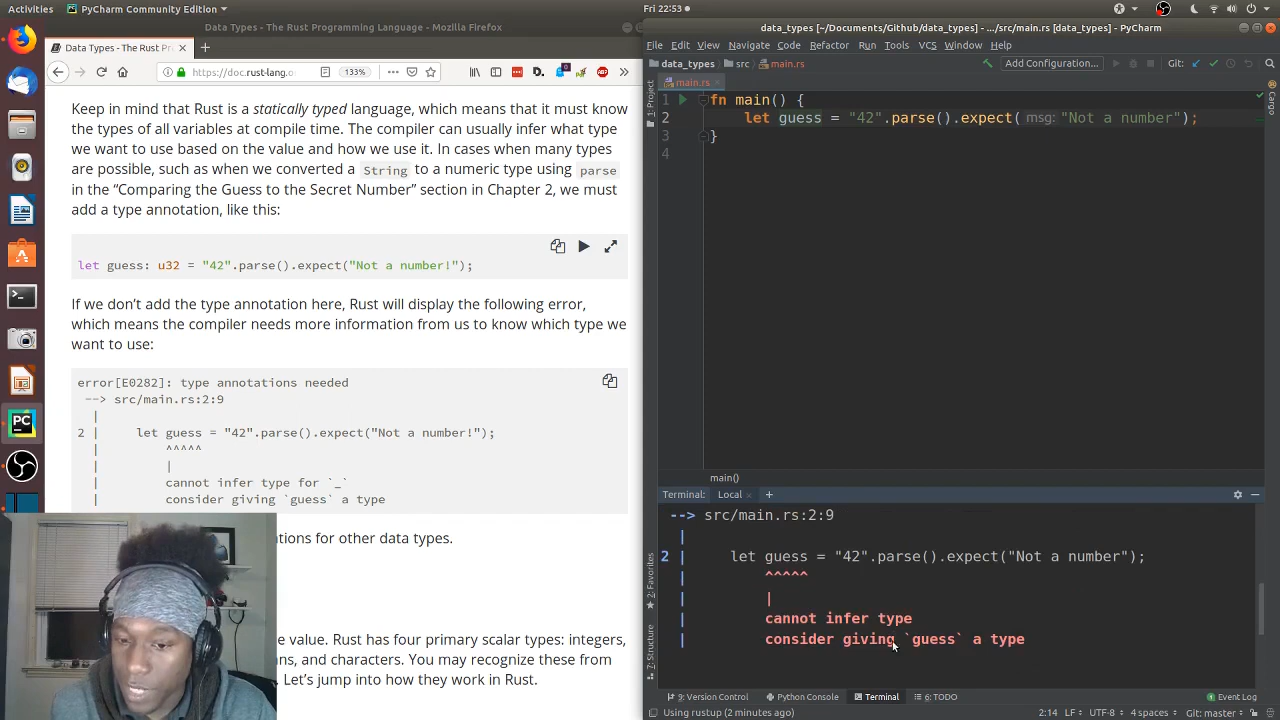 Activities
PyCharm Community Edition
Fri 22:53
Data Types - The Rust Programming Language - Mozilla Firefox
Data Types - The Rust Pr
https://doc.rust-lang.o
133%
ABP
Keep in mind that Rust is a statically typed language, which means that it must know
the types of all variables at compile time. The compiler can usually infer what type
we want to use based on the value and how we use it. In cases when many types
are possible, such as when we converted a String to a numeric type using parse
in the “Comparing the Guess to the Secret Number” section in Chapter 2, we must
add a type annotation, like this:
let guess: u32 = "42".parse().expect("Not a number!");
If we don’t add the type annotation here, Rust will display the following error,
which means the compiler needs more information from us to know which type we
want to use:
error[E0282]: type annotations needed
--> src/main.rs:2:9
|
2 | let guess = "42".parse().expect("Not a number!");
| ^^^^^
| |
| cannot infer type for `_`
| consider giving `guess` a type
tions for other data types.
e value. Rust has four primary scalar types: integers,
ns, and characters. You may recognize these from
. Let’s jump into how they work in Rust.
data_types [~/Documents/Github/data_types] - .../src/main.rs [data_types] - PyCharm
File Edit View Navigate Code Refactor Run Tools VCS Window Help
data_types src main.rs
Add Configuration...
Git:
main.rs
1: Project
Cargo
1 fn main() {
2 let guess = "42".parse().expect( msg: "Not a number");
3 }
4
main()
Terminal: Local +
--> src/main.rs:2:9
|
2 | let guess = "42".parse().expect("Not a number");
| ^^^^^
| |
| cannot infer type
| consider giving `guess` a type
2: Favorites
7: Structure
9: Version Control Python Console Terminal 6: TODO Event Log
Using rustup (2 minutes ago)
2:14 LF UTF-8 4 spaces Git: master